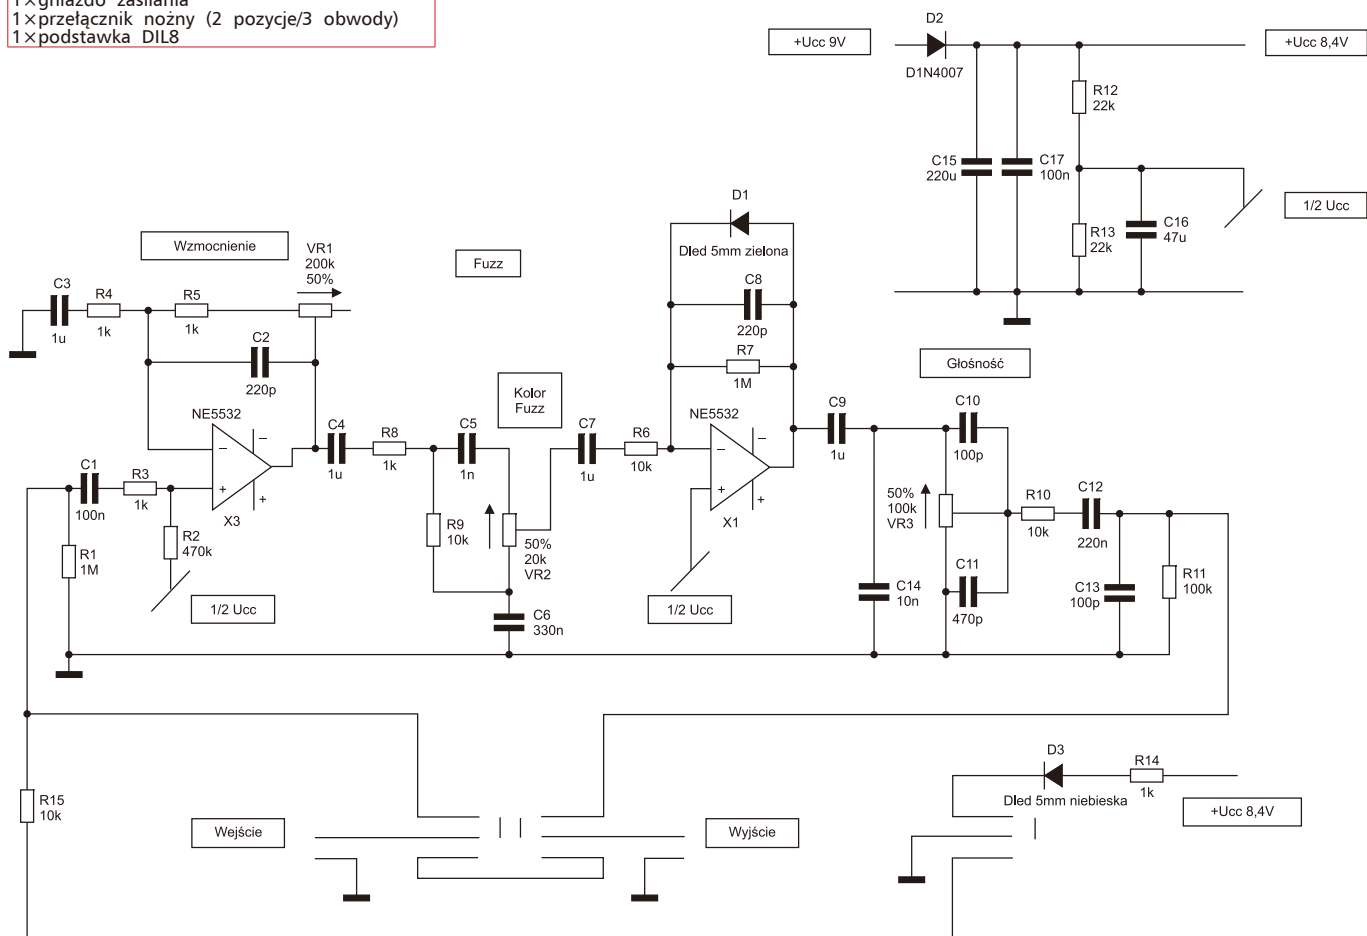 1×gniazdo zasilania
1×przełącznik nożny (2 pozycje/3 obwody)
1×podstawka DIL8
+Ucc 9V
D2
D1N4007
+Ucc 8,4V
R12
22k
C15
220u
C17
100n
R13
22k
C16
47u
1/2 Ucc
Wzmocnienie
VR1
200k
50%
Fuzz
D1
Dled 5mm zielona
C8
220p
R7
1M
C3
1u
R4
1k
R5
1k
C2
220p
NE5532
X3
C1
100n
R3
1k
R2
470k
R1
1M
1/2 Ucc
C4
1u
R8
1k
C5
1n
Kolor
Fuzz
R9
10k
50%
20k
VR2
C6
330n
C7
1u
R6
10k
NE5532
X1
1/2 Ucc
Głośność
C9
1u
C10
100p
50%
100k
VR3
C14
10n
C11
470p
R10
10k
C12
220n
C13
100p
R11
100k
R15
10k
Wejście
Wyjście
D3
Dled 5mm niebieska
R14
1k
+Ucc 8,4V